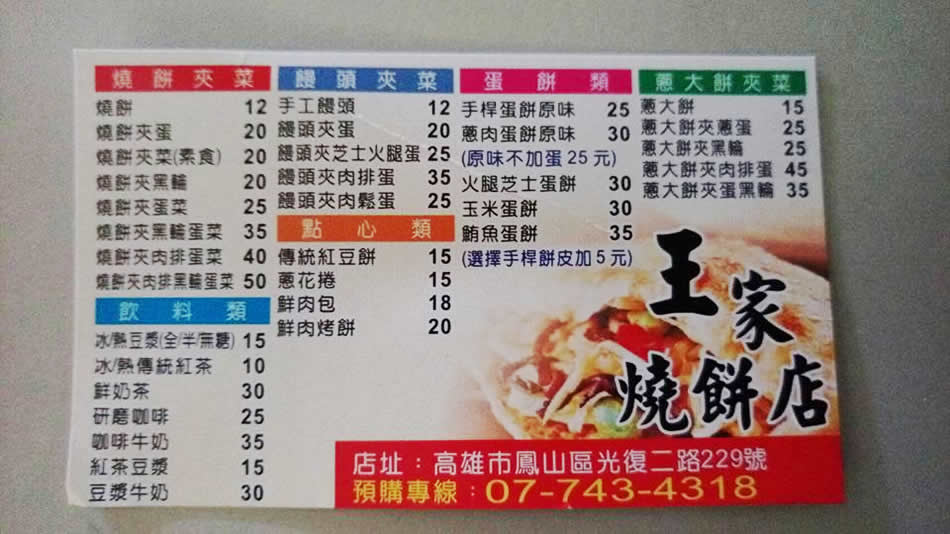 燒餅夾菜
燒餅 12
燒餅夾蛋 20
燒餅夾菜(素食) 20
燒餅夾黑輪 20
燒餅夾蛋菜 25
燒餅夾黑輪蛋菜 35
燒餅夾肉排蛋菜 40
燒餅夾肉排黑輪蛋菜 50
飲料類
冰/熱豆漿(全/半/無糖) 15
冰/熱傳統紅茶 10
鮮奶茶 30
研磨咖啡 25
咖啡牛奶 35
紅茶豆漿 15
豆漿牛奶 30
饅頭夾菜
手工饅頭 12
饅頭夾蛋 20
饅頭夾芝士火腿蛋 25
饅頭夾肉排蛋 35
饅頭夾肉鬆蛋 25
點心類
傳統紅豆餅 15
蔥花捲 15
鮮肉包 18
鮮肉烤餅 20
蛋餅類
手桿蛋餅原味 25
蔥肉蛋餅原味 30
(原味不加蛋25元)
火腿芝士蛋餅 30
玉米蛋餅 30
鮪魚蛋餅 35
(選擇手桿餅皮加5元)
蔥大餅夾菜
蔥大餅 15
蔥大餅夾蔥蛋 25
蔥大餅夾黑輪 25
蔥大餅夾肉排蛋 45
蔥大餅夾蛋黑輪 35
王家
燒餅店
店址：高雄市鳳山區光復二路229號
預購專線：07-743-4318